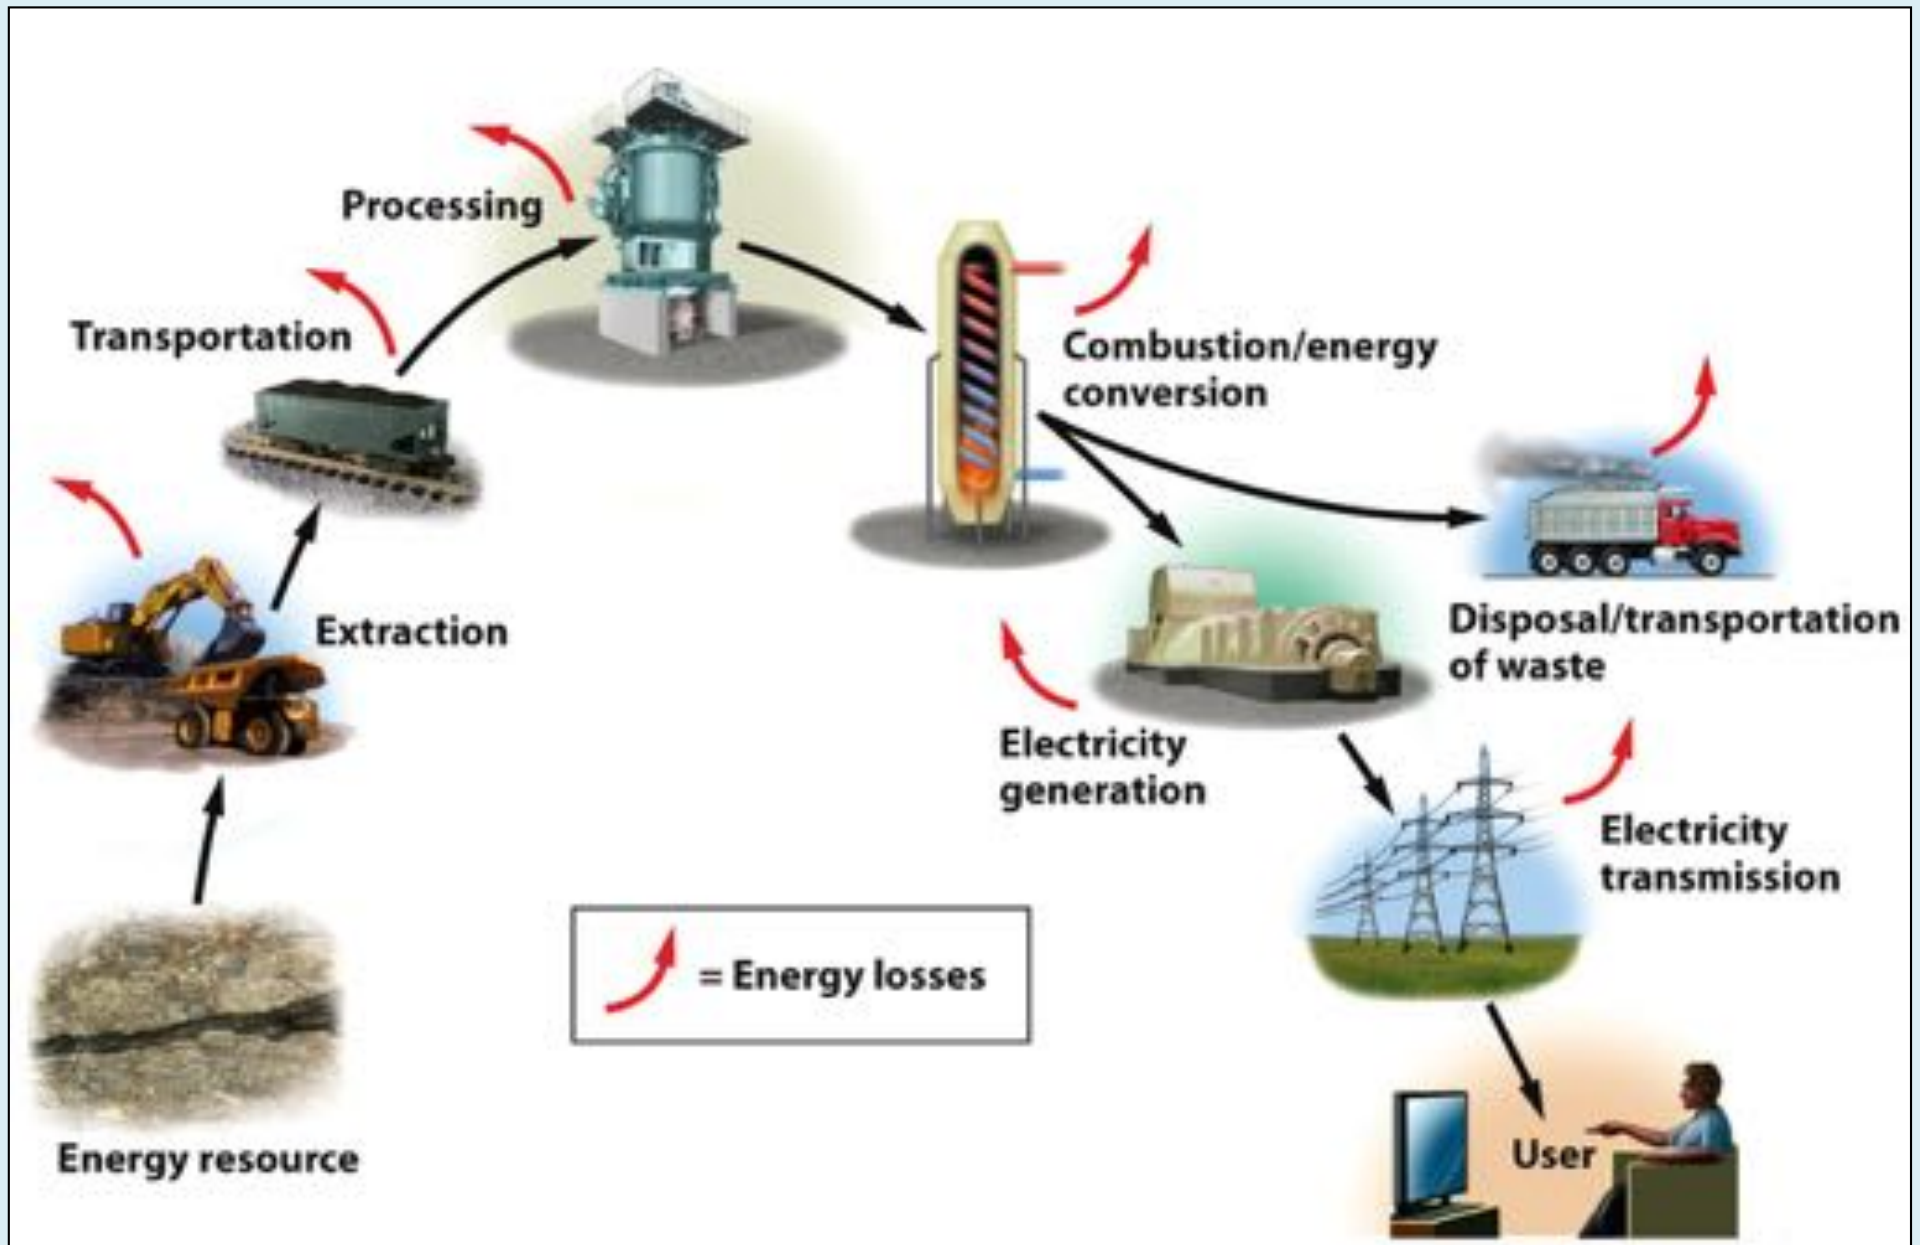 Processing
Transportation
Combustion/energy
conversion
Extraction
Disposal/transportation
of waste
Electricity
generation
Electricity
transmission
= Energy losses
Energy resource
User